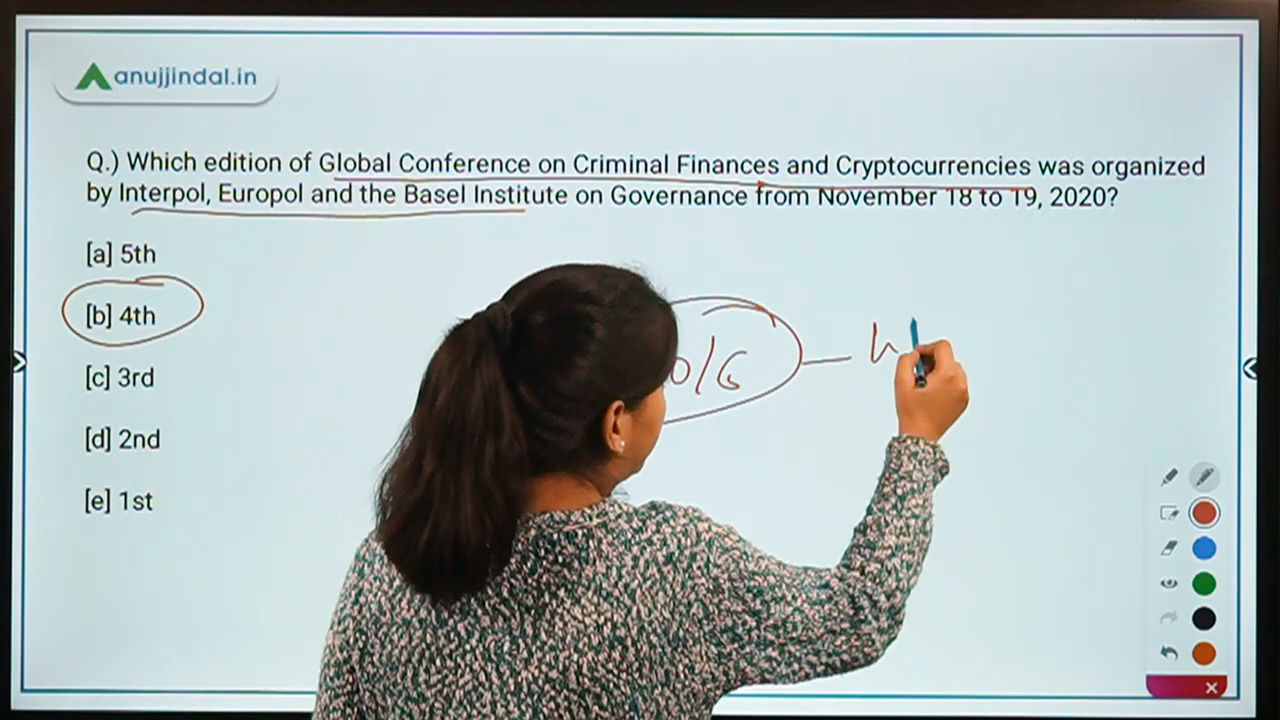 anujjindal.in
Q.) Which edition of Global Conference on Criminal Finances and Cryptocurrencies was organized
by Interpol, Europol and the Basel Institute on Governance from November 18 to 19, 2020?
[a] 5th
[b] 4th
[c] 3rd
[d] 2nd
[e] 1st